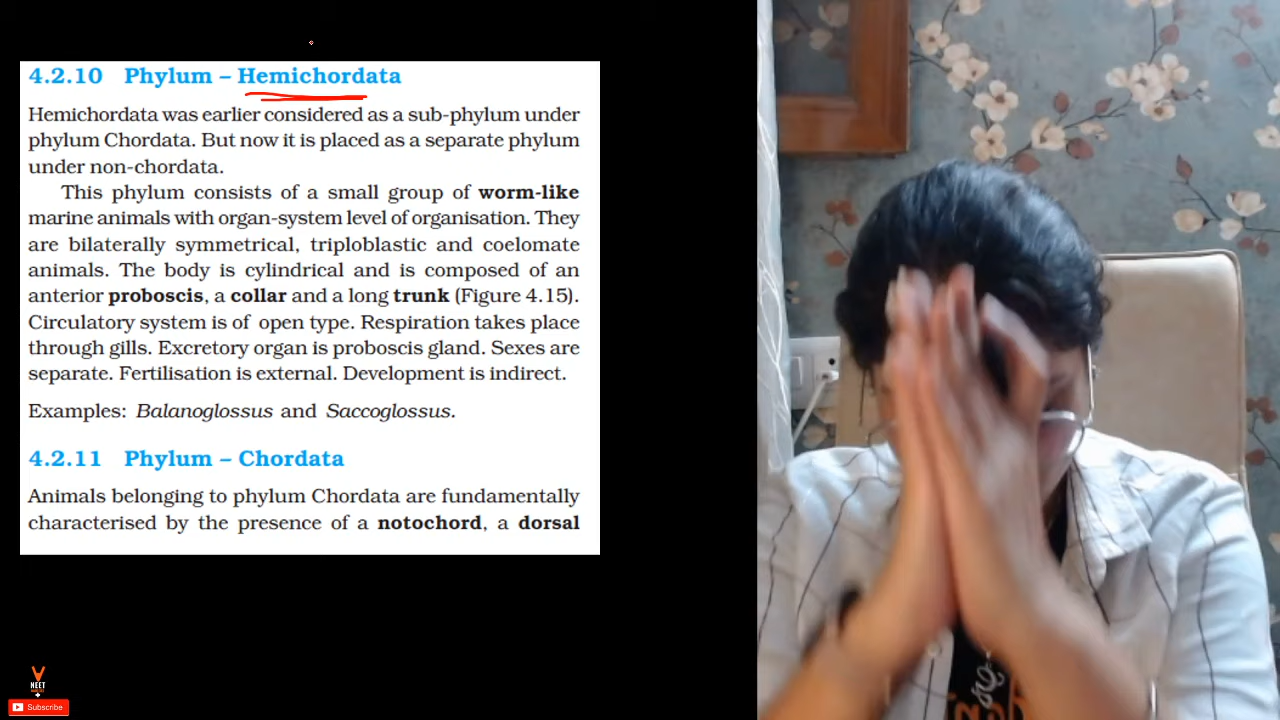 4.2.10 Phylum – Hemichordata
Hemichordata was earlier considered as a sub-phylum under
phylum Chordata. But now it is placed as a separate phylum
under non-chordata.
This phylum consists of a small group of worm-like
marine animals with organ-system level of organisation. They
are bilaterally symmetrical, triploblastic and coelomate
animals. The body is cylindrical and is composed of an
anterior proboscis, a collar and a long trunk (Figure 4.15).
Circulatory system is of open type. Respiration takes place
through gills. Excretory organ is proboscis gland. Sexes are
separate. Fertilisation is external. Development is indirect.
Examples: Balanoglossus and Saccoglossus.
4.2.11 Phylum – Chordata
Animals belonging to phylum Chordata are fundamentally
characterised by the presence of a notochord, a dorsal
NEET
Subscribe